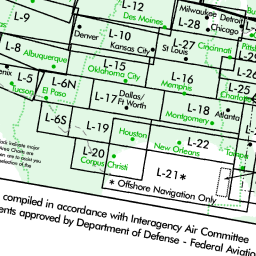 L-12
Des Moines
Milwaukee Detroit
L-28
Chicago
L-9
Denver
L-10
Kansas City
L-27
St Louis
Cincinnati
L-8
Albuquerque
L-15
Oklahoma City
L-16
Memphis
L-26
L-25
L-5
Tucson
L-6N
El Paso
L-17
Dallas/
Ft Worth
L-18
Montgomery
Atlanta
L-6S
L-19
Houston
L-22
New Orleans
L-20
Corpus Christi
L-21*
* Offshore Navigation Only
compiled in accordance with Interagency Air Committee
ents approved by Department of Defense - Federal Aviatio